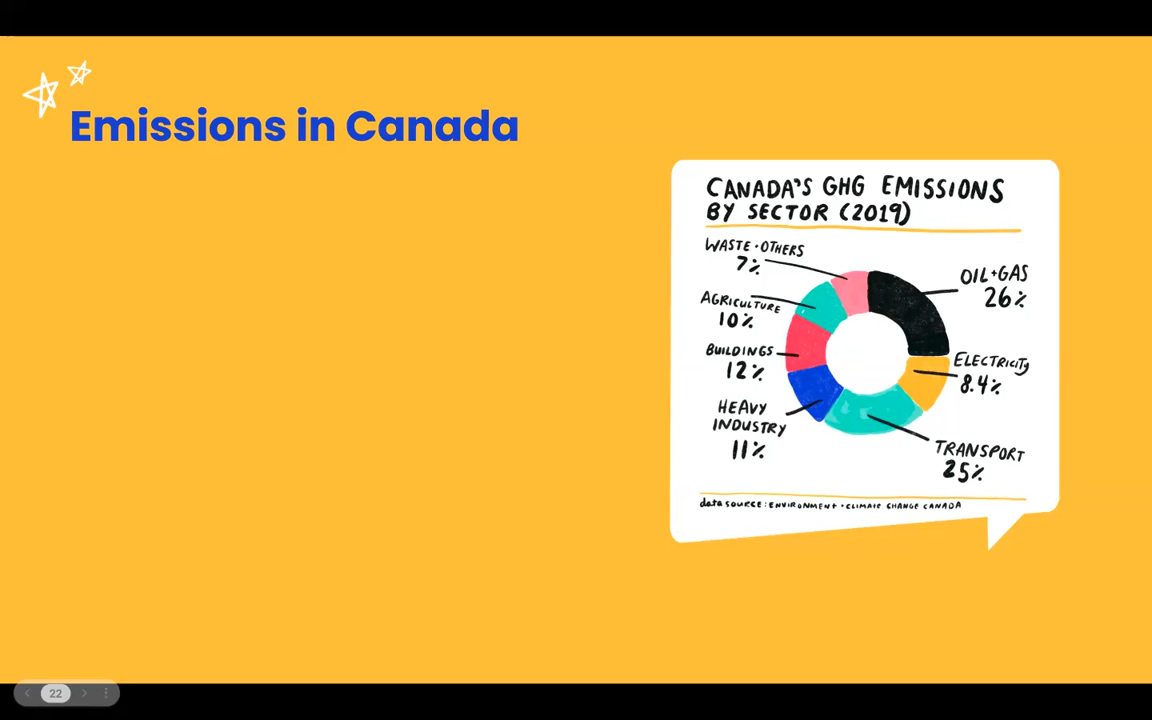 Emissions in Canada
CANADA'S GHG EMISSIONS
BY SECTOR (2019)
WASTE + OTHERS
7%
OIL + GAS
26%
AGRICULTURE
10%
BUILDINGS
12%
ELECTRICITY
8.4%
HEAVY
INDUSTRY
11%
TRANSPORT
25%
data SOURCE: ENVIRONMENT + CLIMATE CHANGE CANADA
22